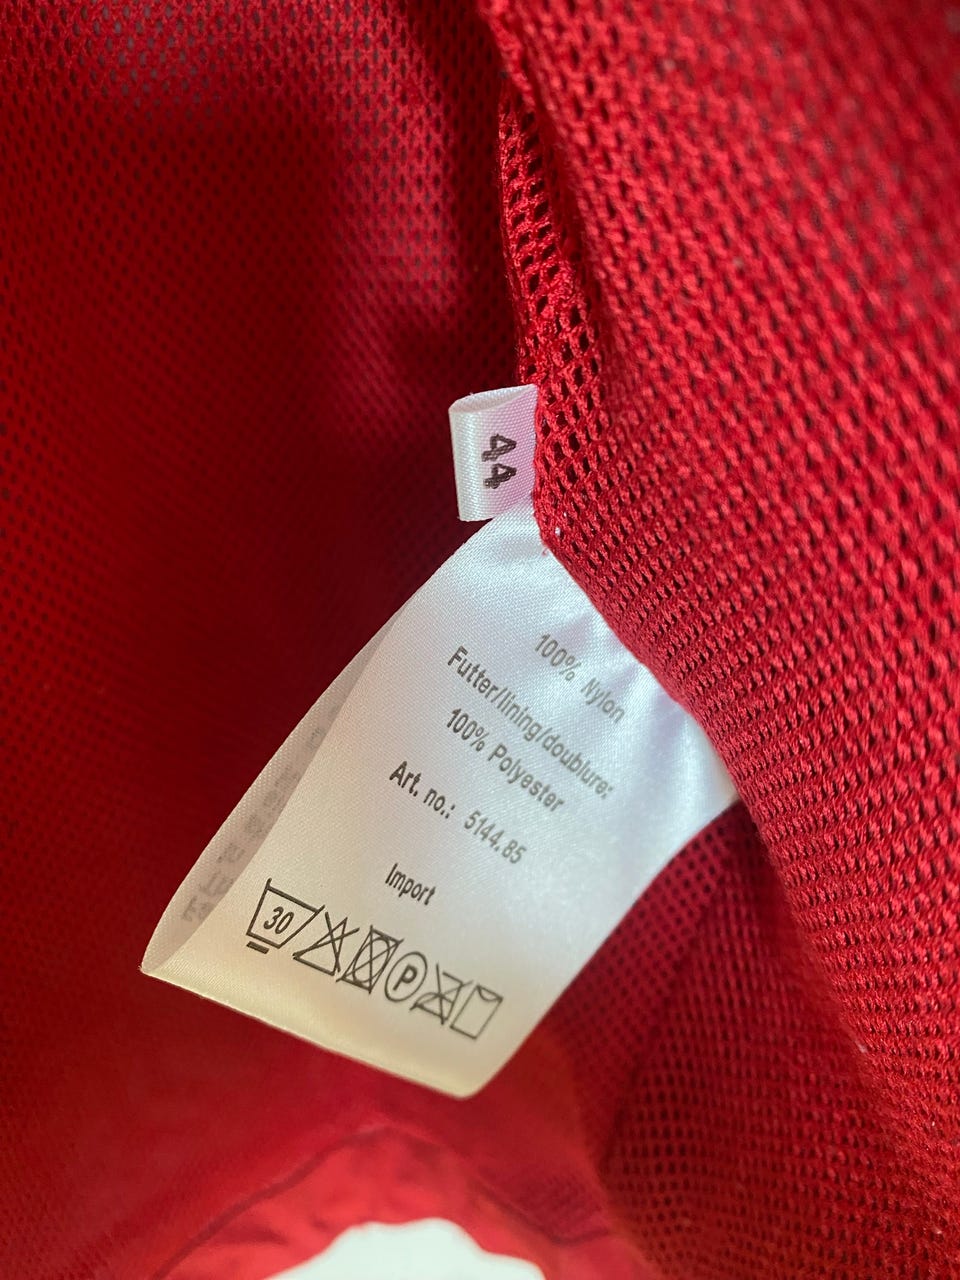 44
100% Nylon
Futter/lining/doublure:
100% Polyester
Art. no.: 5144.85
Import
30
P